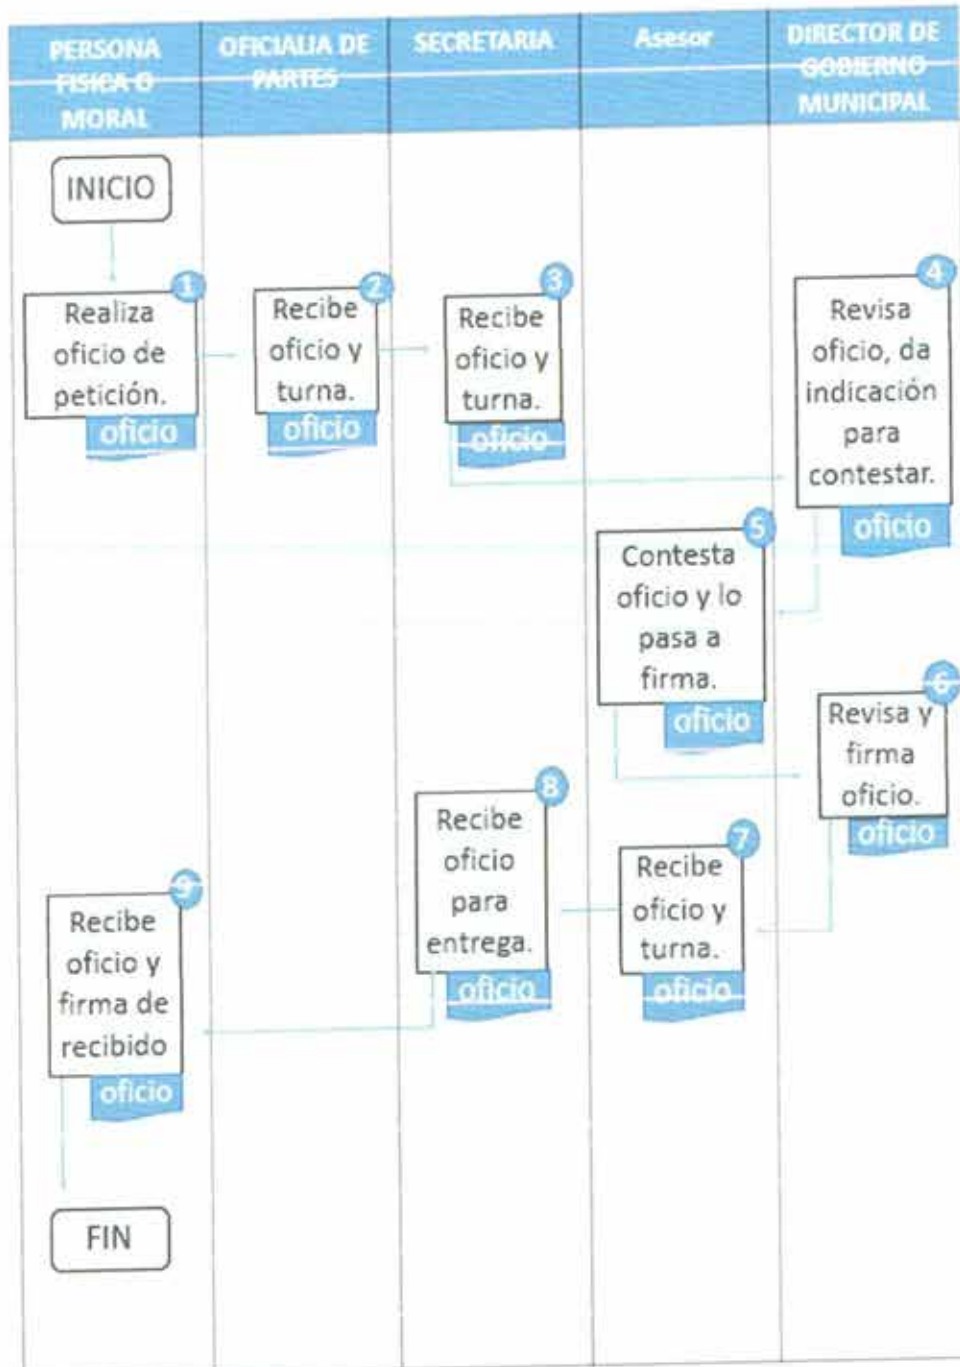 PERSONA
FISICA O
MORAL
OFICIALIA DE
PARTES
SECRETARIA
Asesor
DIRECTOR DE
GOBIERNO
MUNICIPAL
INICIO
1
Realiza
oficio de
petición.
oficio
2
Recibe
oficio y
turna.
oficio
3
Recibe
oficio y
turna.
oficio
4
Revisa
oficio, da
indicación
para
contestar.
oficio
5
Contesta
oficio y lo
pasa a
firma.
oficio
6
Revisa y
firma
oficio.
oficio
7
Recibe
oficio y
turna.
oficio
8
Recibe
oficio
para
entrega.
oficio
9
Recibe
oficio y
firma de
recibido
oficio
FIN